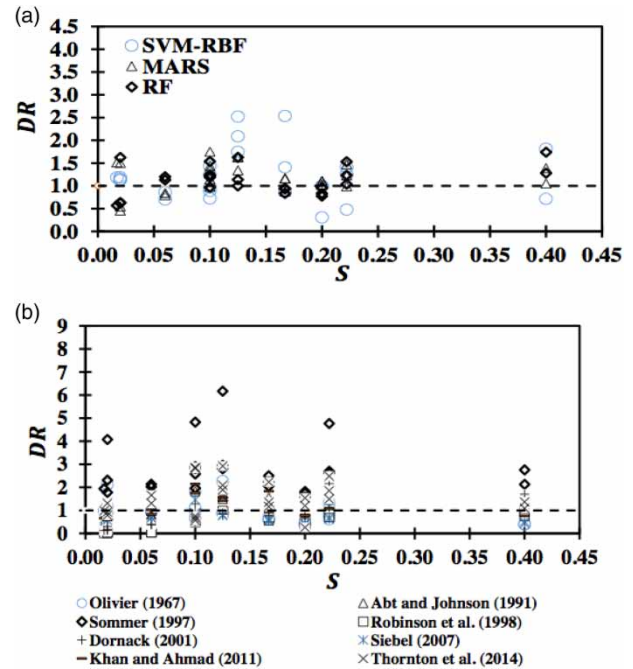 (a)
4.5
4.0
3.5
3.0
2.5
2.0
1.5
1.0
0.5
0.0
DR
SVM-RBF
MARS
RF
0.00 0.05 0.10 0.15 0.20 0.25 0.30 0.35 0.40 0.45
S
(b)
9
8
7
6
5
4
3
2
1
0
DR
0.00 0.05 0.10 0.15 0.20 0.25 0.30 0.35 0.40 0.45
S
Olivier (1967) Abt and Johnson (1991)
Sommer (1997) Robinson et al. (1998)
Dornack (2001) Siebel (2007)
Khan and Ahmad (2011) Thornton et al. (2014)